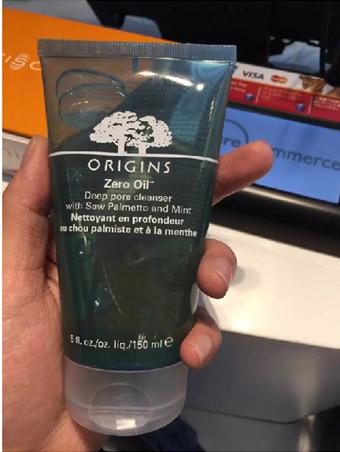 VISA
mmerce
ORIGINS
Zero Oil™
Deep pore cleanser
with Saw Palmetto and Mint
Nettoyant en profondeur
au chou palmiste et à la menthe
5 fl. oz./oz. liq./150 ml ℮